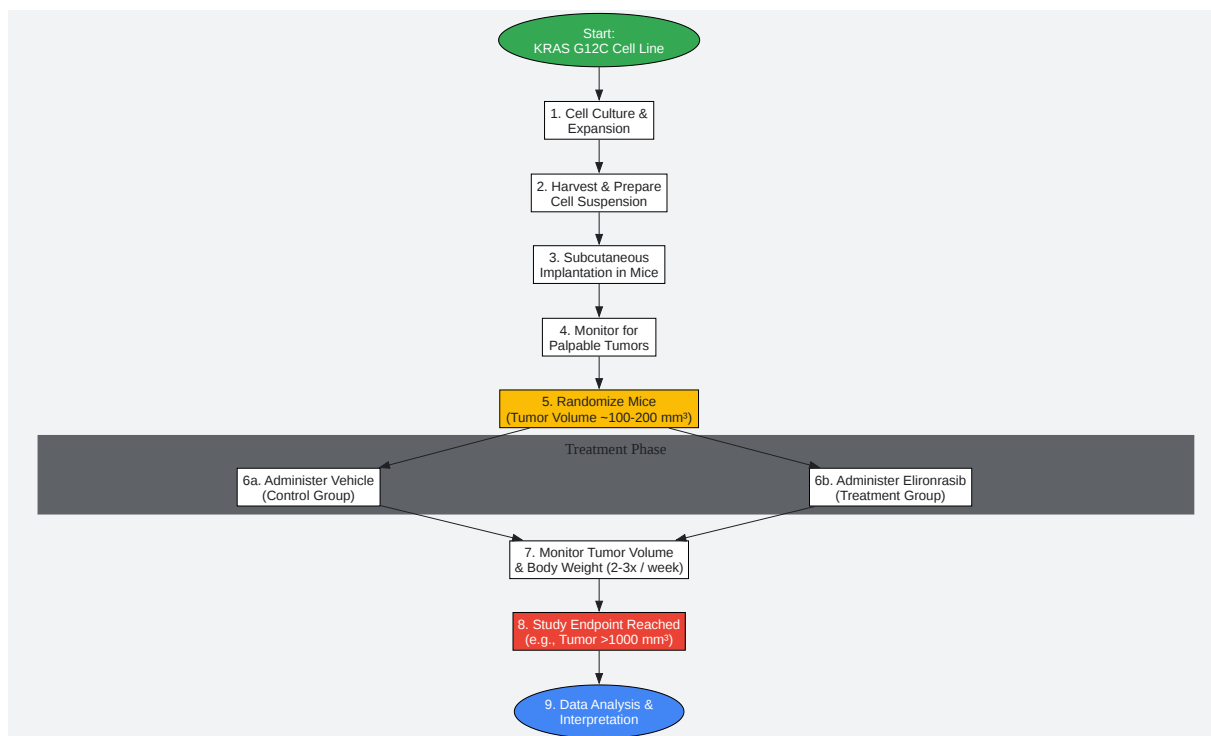 Start:
KRAS G12C Cell Line
1. Cell Culture &
Expansion
2. Harvest & Prepare
Cell Suspension
3. Subcutaneous
Implantation in Mice
4. Monitor for
Palpable Tumors
5. Randomize Mice
(Tumor Volume ~100-200 mm³)
Treatment Phase
6a. Administer Vehicle
(Control Group)
6b. Administer Elironrasib
(Treatment Group)
7. Monitor Tumor Volume
& Body Weight (2-3x / week)
8. Study Endpoint Reached
(e.g., Tumor >1000 mm³)
9. Data Analysis &
Interpretation